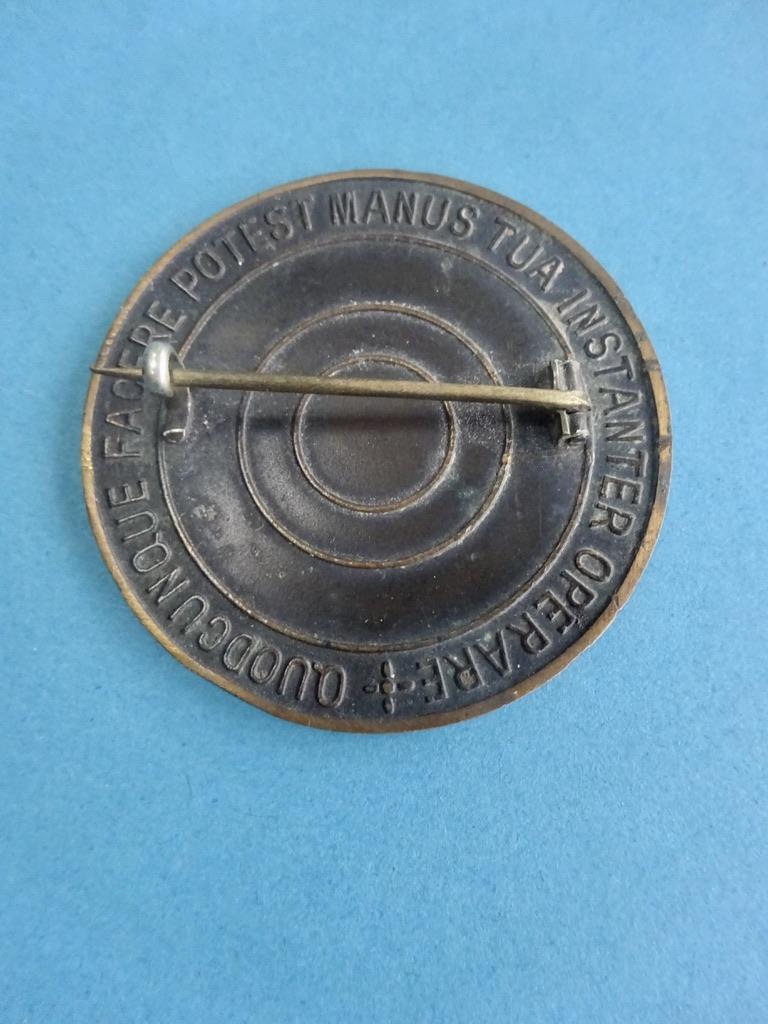 QUODCUNQUE FACERE POTEST MANUS TUA INSTANTER OPERARE